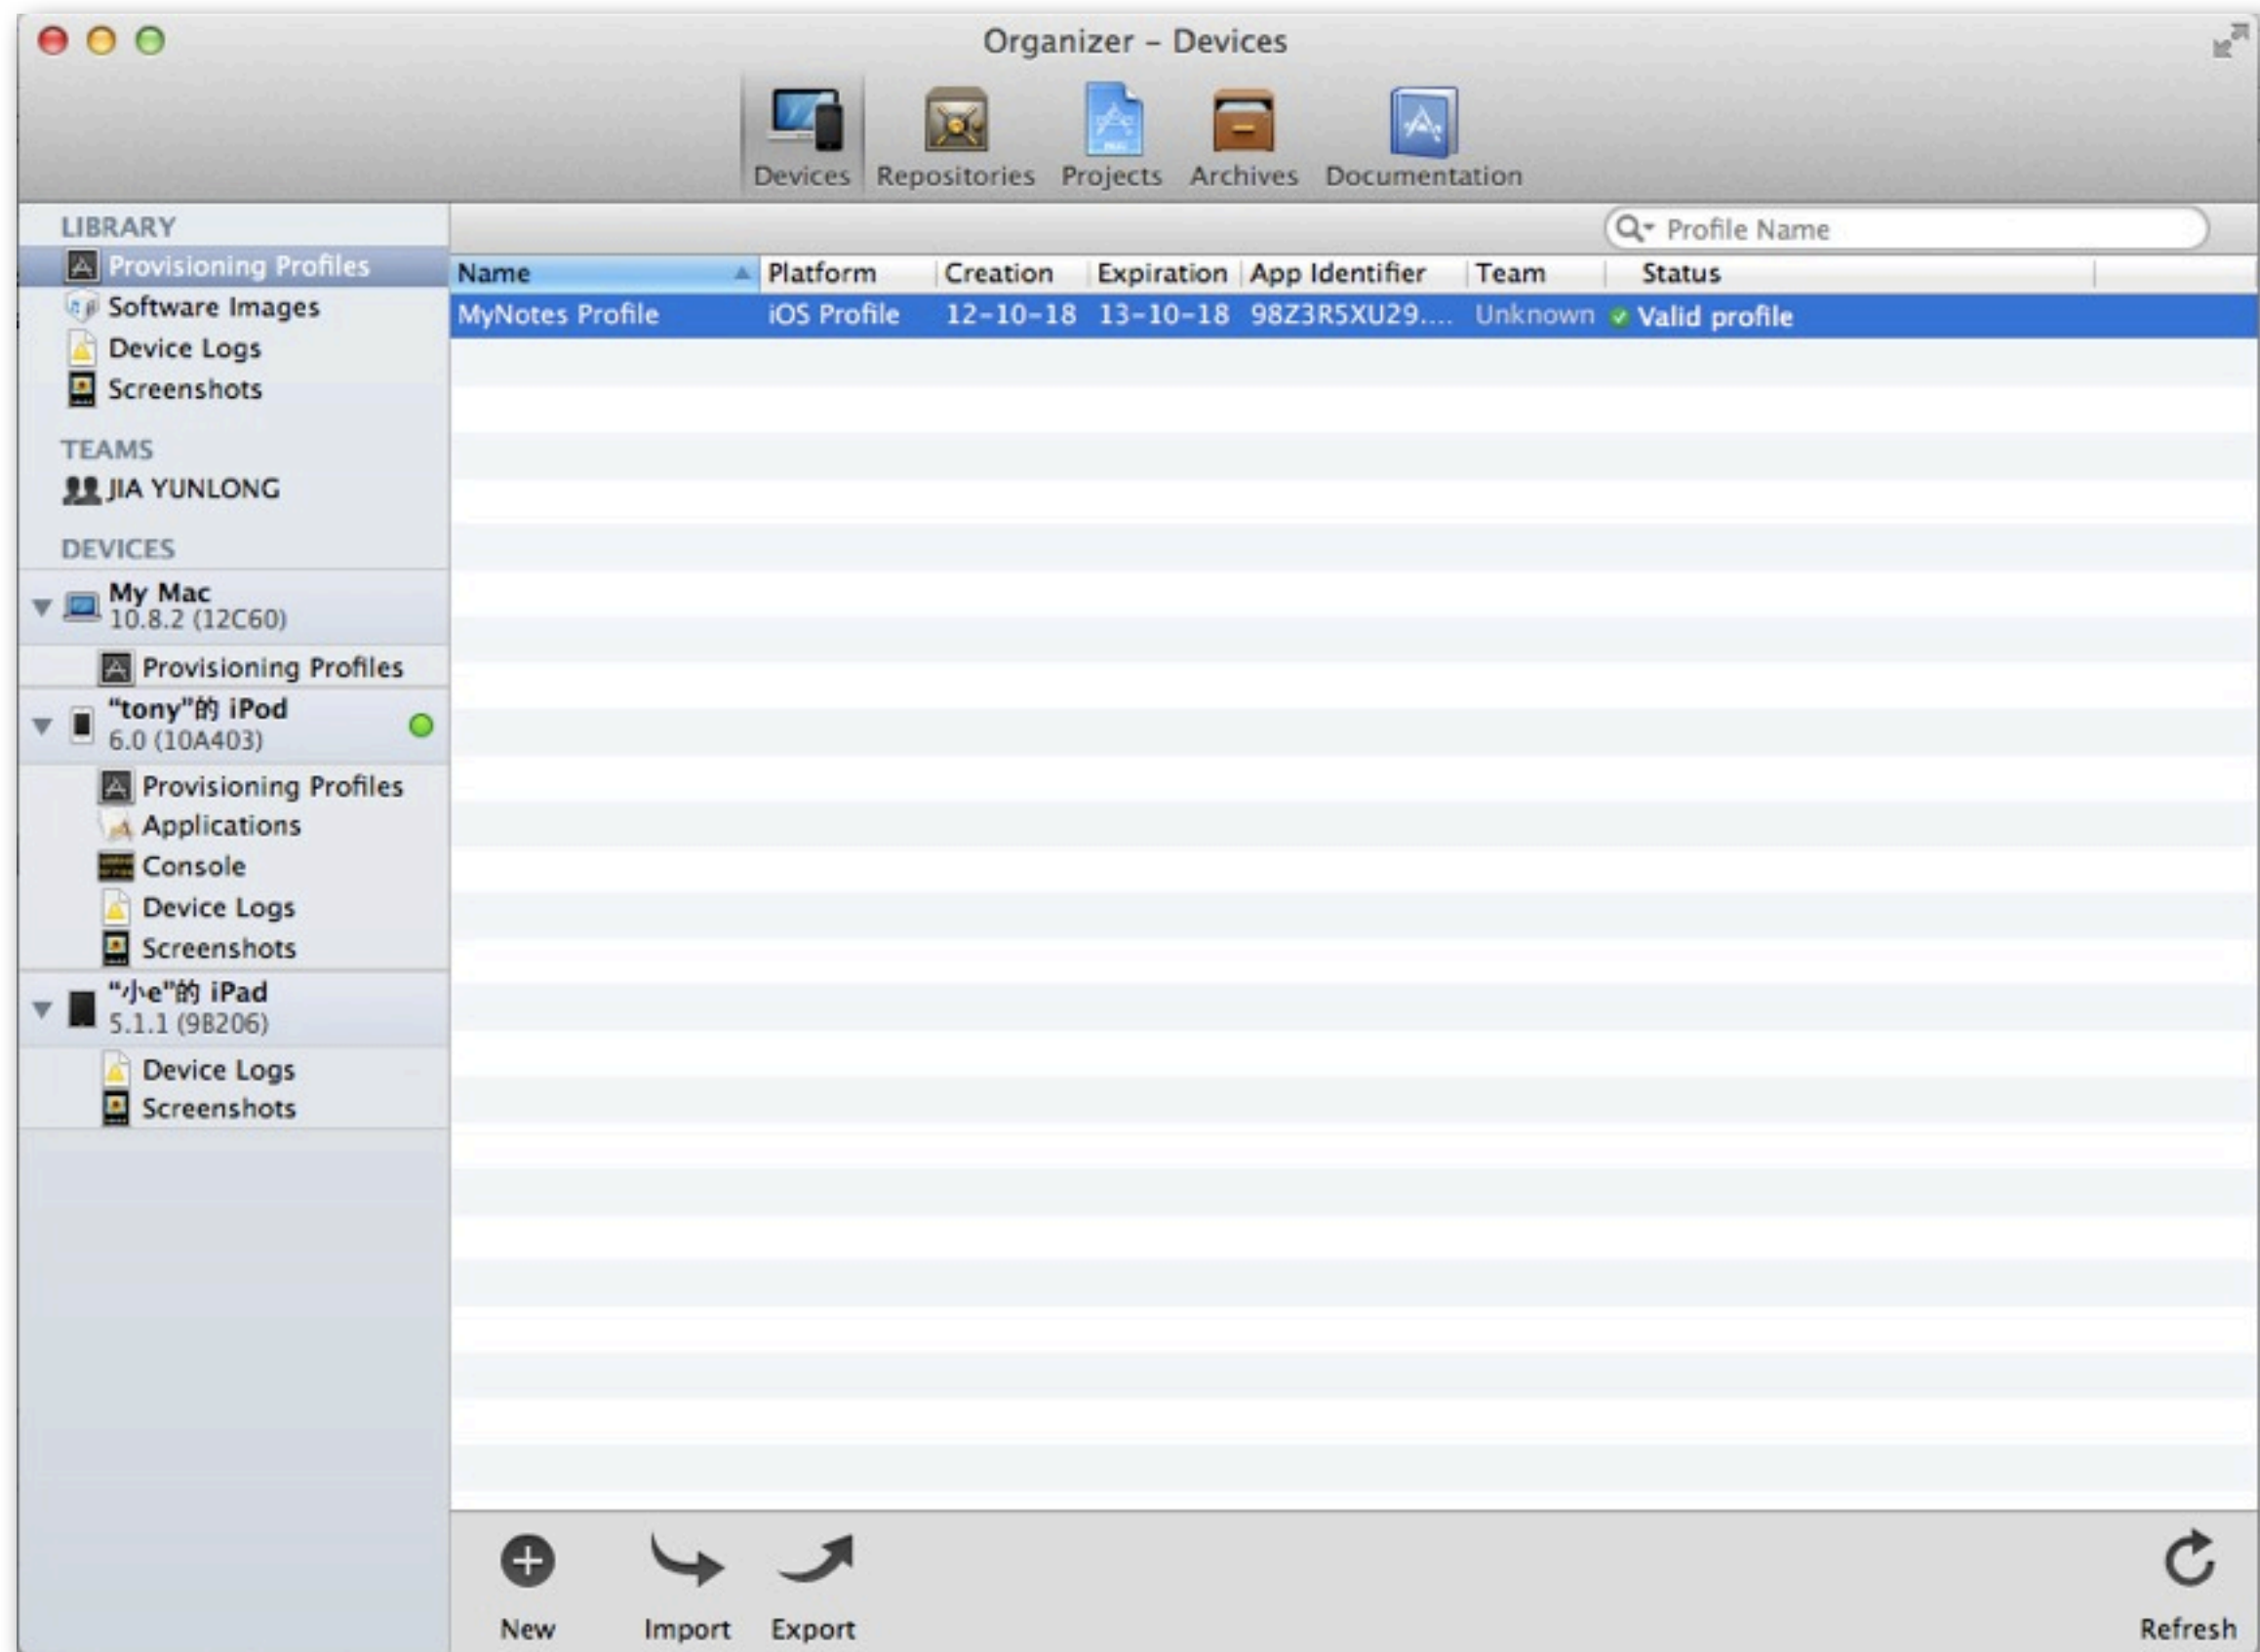 Organizer – Devices
Devices Repositories Projects Archives Documentation
LIBRARY
Provisioning Profiles
Software Images
Device Logs
Screenshots
TEAMS
JIA YUNLONG
DEVICES
My Mac
10.8.2 (12C60)
Provisioning Profiles
“tony”的 iPod
6.0 (10A403)
Provisioning Profiles
Applications
Console
Device Logs
Screenshots
“小e”的 iPad
5.1.1 (9B206)
Device Logs
Screenshots
Profile Name
Name Platform Creation Expiration App Identifier Team Status
MyNotes Profile iOS Profile 12-10-18 13-10-18 98Z3R5XU29.... Unknown Valid profile
New Import Export Refresh